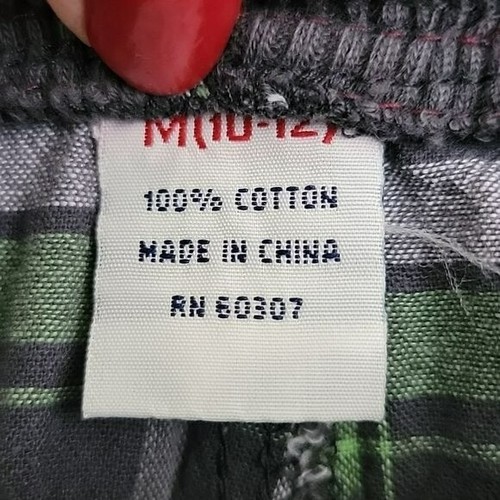 M(10-12)
100% COTTON
MADE IN CHINA
RN 60307